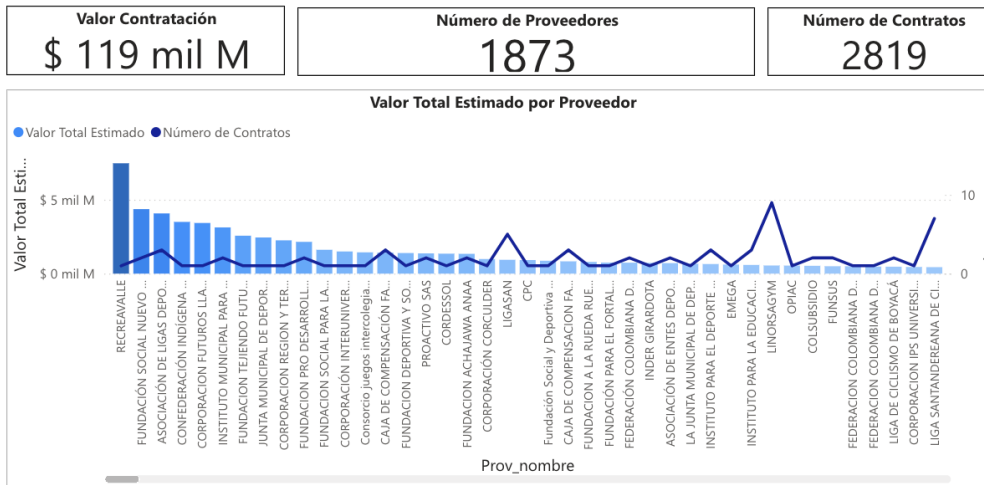 Valor Contratación
$ 119 mil M
Número de Proveedores
1873
Número de Contratos
2819
Valor Total Estimado por Proveedor
Valor Total Estimado
Número de Contratos
Valor Total Esti...
$ 5 mil M
$ 0 mil M
10
0
RECREAVALLE
FUNDACIÓN SOCIAL NUEVO ...
ASOCIACIÓN DE LIGAS DEPO...
CONFEDERACIÓN INDÍGENA ...
CORPORACION FUTUROS LLA...
INSTITUTO MUNICIPAL PARA ...
FUNDACION TEJIENDO FUTU...
JUNTA MUNICIPAL DE DEPOR...
CORPORACION REGION Y TER...
FUNDACION PRO DESARROLL...
FUNDACION SOCIAL PARA LA...
CORPORACIÓN INTERUNIVER...
Consorcio juegos intercolegia...
CAJA DE COMPENSACIÓN FA...
FUNDACION DEPORTIVA Y SO...
PROACTIVO SAS
CORDESSOL
FUNDACION ACHAJAWA ANAA
CORPORACIÓN CORCULDER
LIGASAN
CPC
Fundación Social y Deportiva ...
CAJA DE COMPENSACION FA...
FUNDACION A LA RUEDA RUE...
FUNDACIÓN PARA EL FORTAL...
FEDERACIÓN COLOMBIANA D...
INDER GIRARDOTA
ASOCIACIÓN DE ENTES DEPO...
LA JUNTA MUNICIPAL DE DEP...
INSTITUTO PARA EL DEPORTE ...
EMEGA
INSTITUTO PARA LA EDUCACI...
LINORSAGYM
OPIAC
COLSUBSIDIO
FUNSUS
FEDERACION COLOMBIANA D...
FEDERACION COLOMBIANA D...
LIGA DE CICLISMO DE BOYACÁ
CORPORACION IPS UNIVERSI...
LIGA SANTANDEREANA DE CI...
Prov_nombre